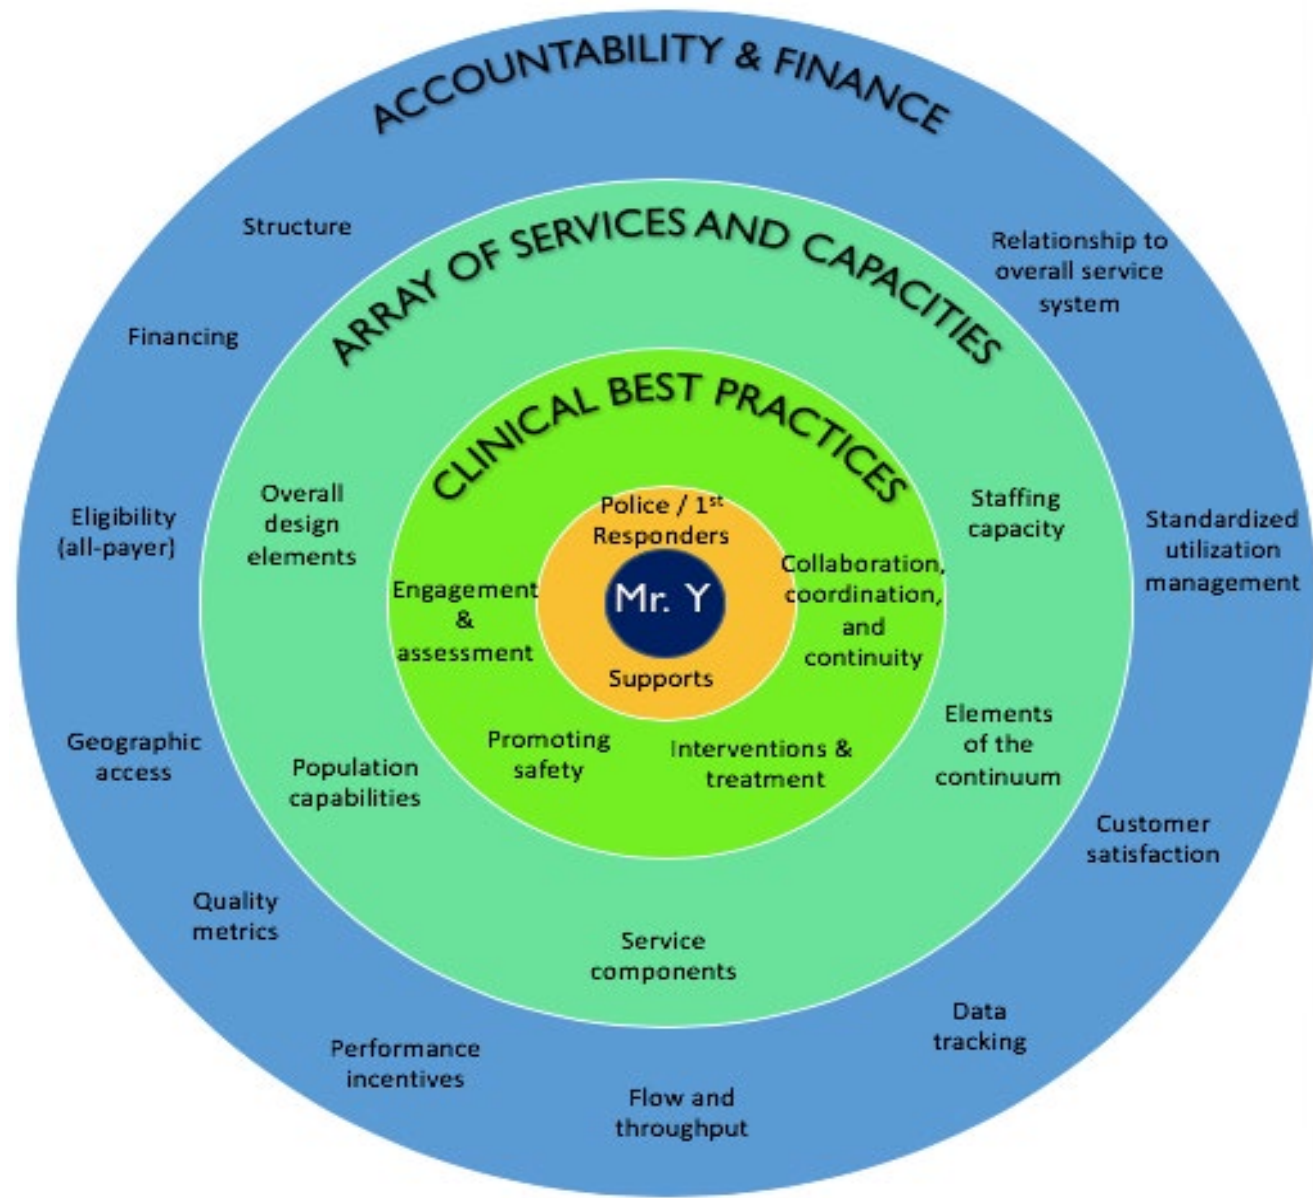 ACCOUNTABILITY & FINANCE
Structure
Financing
Eligibility
(all-payer)
Geographic
access
Quality
metrics
Performance
incentives
Flow and
throughput
Data
tracking
Customer
satisfaction
Standardized
utilization
management
Relationship to
overall service
system
ARRAY OF SERVICES AND CAPACITIES
Overall
design
elements
Population
capabilities
Service
components
Elements
of the
continuum
Staffing
capacity
CLINICAL BEST PRACTICES
Engagement
&
assessment
Promoting
safety
Interventions &
treatment
Collaboration,
coordination,
and
continuity
Police / 1st
Responders
Mr. Y
Supports